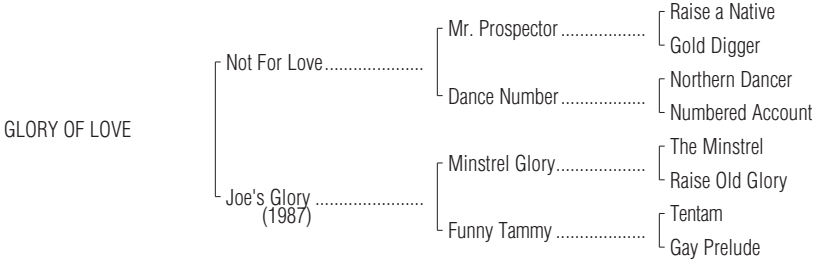 Raise a Native
Mr. Prospector ......................
Gold Digger
Not For Love.....................
Northern Dancer
Dance Number ..................
Numbered Account
GLORY OF LOVE
The Minstrel
Minstrel Glory...................
Raise Old Glory
Joe's Glory .......................
(1987)
Tentam
Funny Tammy ...................
Gay Prelude